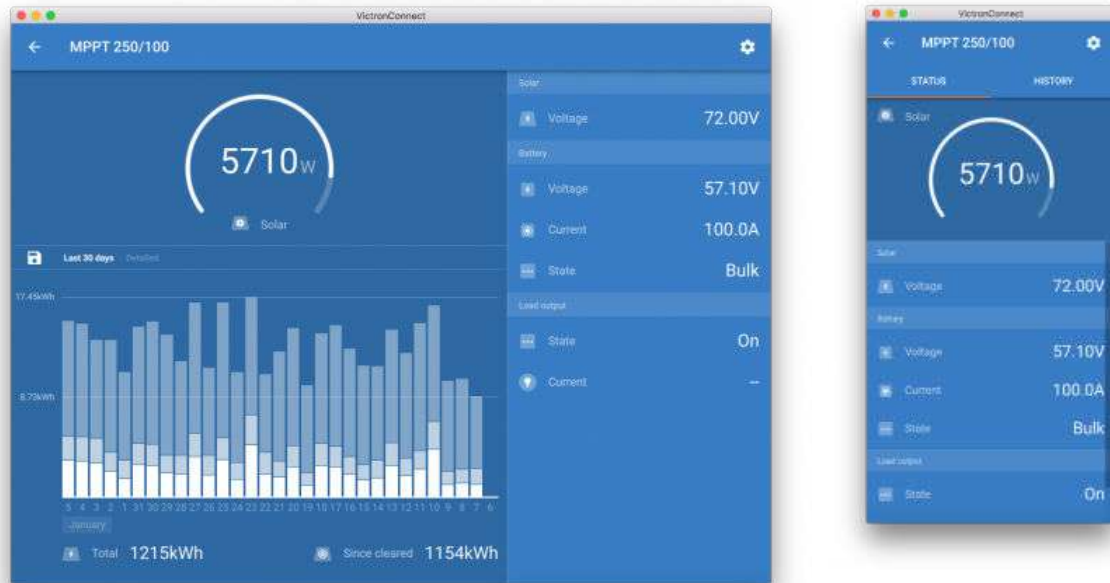 VictronConnect
MPPT 250/100
5710W
Solar
Last 30 days Detailed
17.45kWh
8.73kWh
5 4 3 2 1 31 30 29 28 27 26 25 24 23 22 21 20 19 18 17 16 15 14 13 12 11 10 9 8 7 6
January
Total 1215kWh
Since cleared 1154kWh
Solar
Voltage 72.00V
Battery
Voltage 57.10V
Current 100.0A
State Bulk
Load output
State On
Current –
VictronConnect
MPPT 250/100
STATUS HISTORY
Solar
5710W
Solar
Voltage 72.00V
Battery
Voltage 57.10V
Current 100.0A
State Bulk
Load output
State On